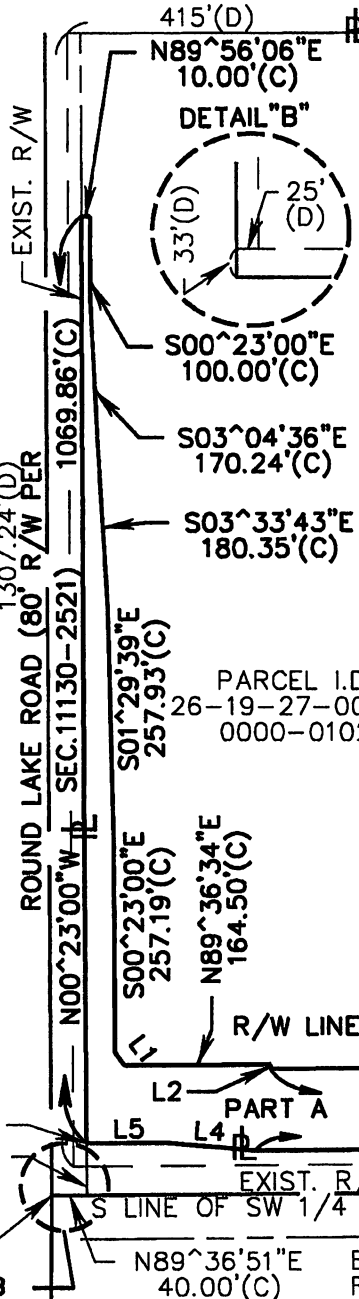 415'(D)
N89^56'06"E
10.00'(C)
DETAIL"B"
EXIST. R/W
33'(D)
25'
(D)
S00^23'00"E
100.00'(C)
1069.86'(C)
S03^04'36"E
170.24'(C)
1307.24'(D)
ROUND LAKE ROAD (80' R/W PER
SEC.11130-2521)
S03^33'43"E
180.35'(C)
S01^29'39"E
257.93'(C)
PARCEL I.D
26-19-27-00
0000-010
PL
N00^23'00"W
S00^23'00"E
257.19'(C)
N89^36'34"E
164.50'(C)
L1
R/W LINE
L2
PART A
L5
L4
PL
EXIST. R/
S LINE OF SW 1/4
N89^36'51"E
40.00'(C)